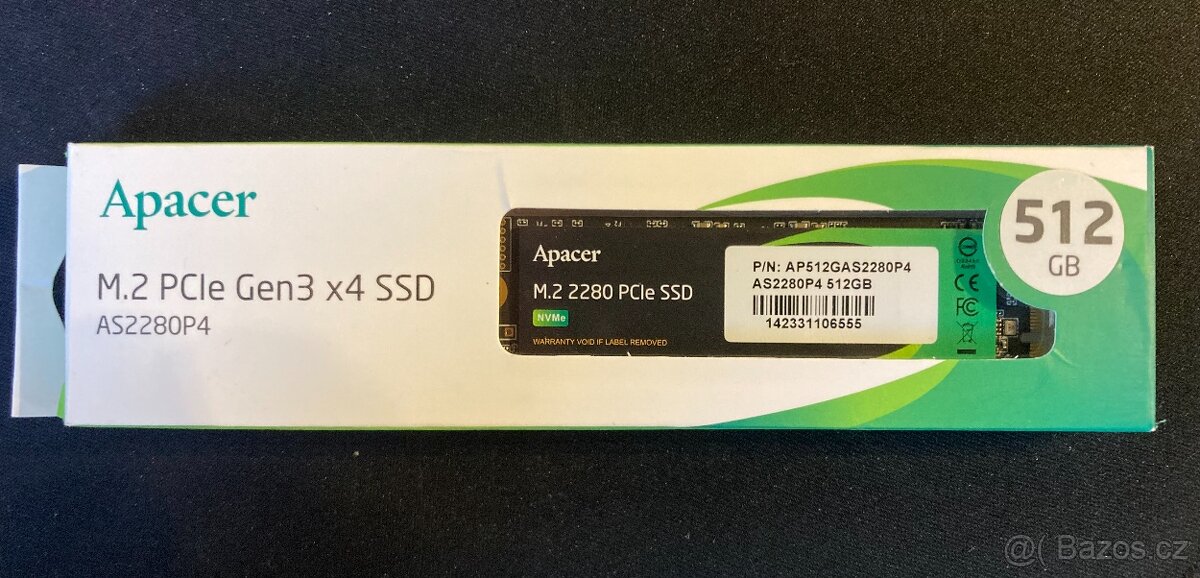 Apacer
M.2 PCIe Gen3 x4 SSD
AS2280P4
Apacer
M.2 2280 PCIe SSD
NVMe
WARRANTY VOID IF LABEL REMOVED
P/N: AP512GAS2280P4
AS2280P4 512GB
142331106555
CE
FC
512
GB
@( Bazos.cz